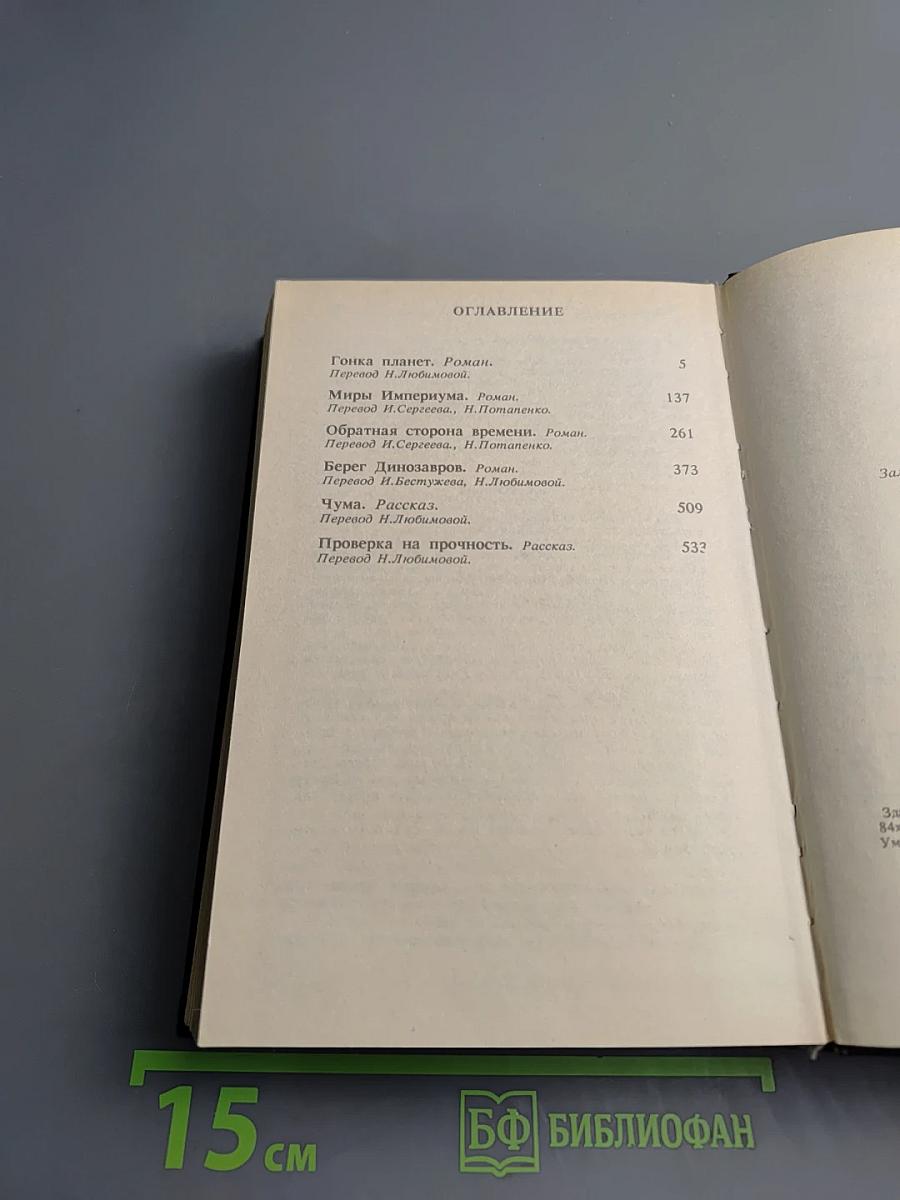 ОГЛАВЛЕНИЕ
Гонка планет. Роман. 5
Перевод Н.Любимовой.
Миры Империума. Роман. 137
Перевод И.Сергеева., Н.Потапенко.
Обратная сторона времени. Роман. 261
Перевод И.Сергеева., Н.Потапенко.
Берег Динозавров. Роман. 373
Перевод И.Бестужева, Н.Любимовой.
Чума. Рассказ. 509
Перевод Н.Любимовой.
Проверка на прочность. Рассказ.
Перевод Н.Любимовой.
84х
15 см
БФ БИБЛИОФАН